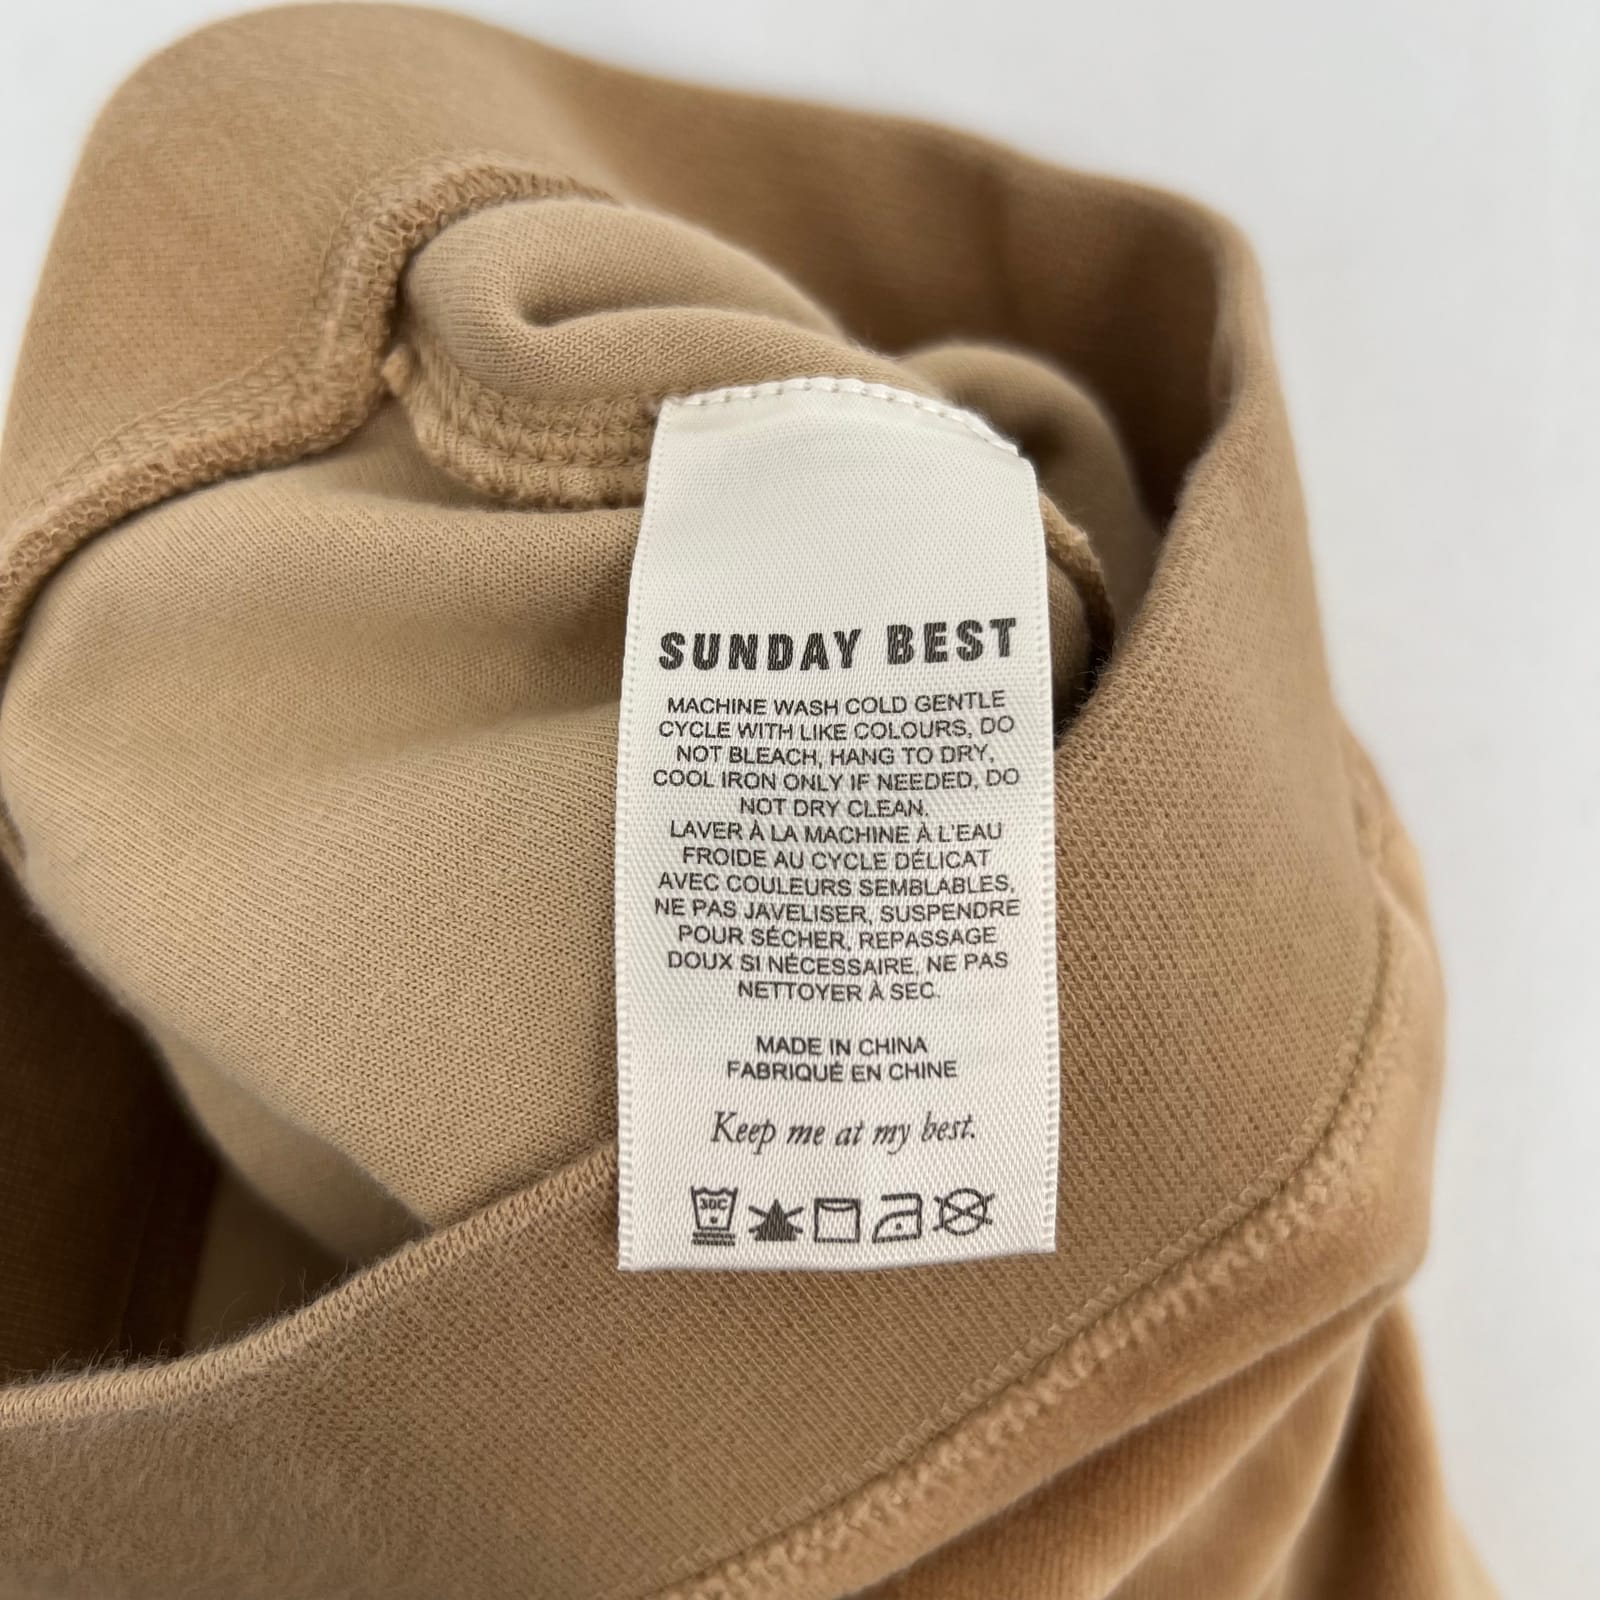 SUNDAY BEST
MACHINE WASH COLD GENTLE
CYCLE WITH LIKE COLOURS, DO
NOT BLEACH, HANG TO DRY,
COOL IRON ONLY IF NEEDED, DO
NOT DRY CLEAN.
LAVER À LA MACHINE À L'EAU
FROIDE AU CYCLE DÉLICAT
AVEC COULEURS SEMBLABLES,
NE PAS JAVELISER, SUSPENDRE
POUR SÉCHER, REPASSAGE
DOUX SI NÉCESSAIRE, NE PAS
NETTOYER À SEC.
MADE IN CHINA
FABRIQUÉ EN CHINE
Keep me at my best.
30C